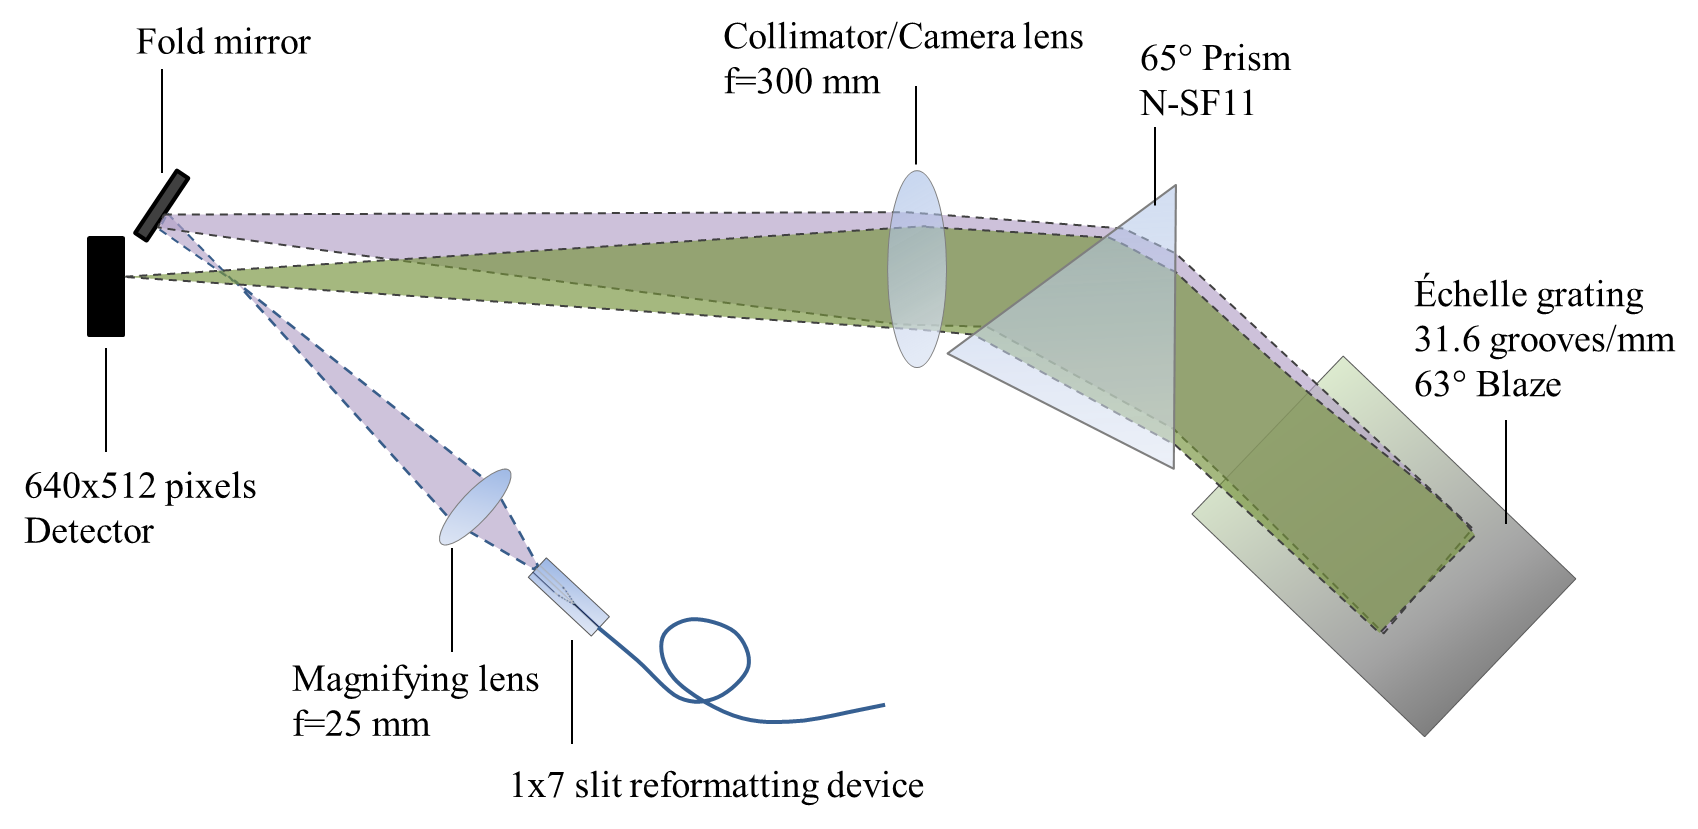 Fold mirror
Collimator/Camera lens
f=300 mm
65° Prism
N-SF11
Échelle grating
31.6 grooves/mm
63° Blaze
640x512 pixels
Detector
Magnifying lens
f=25 mm
1x7 slit reformatting device